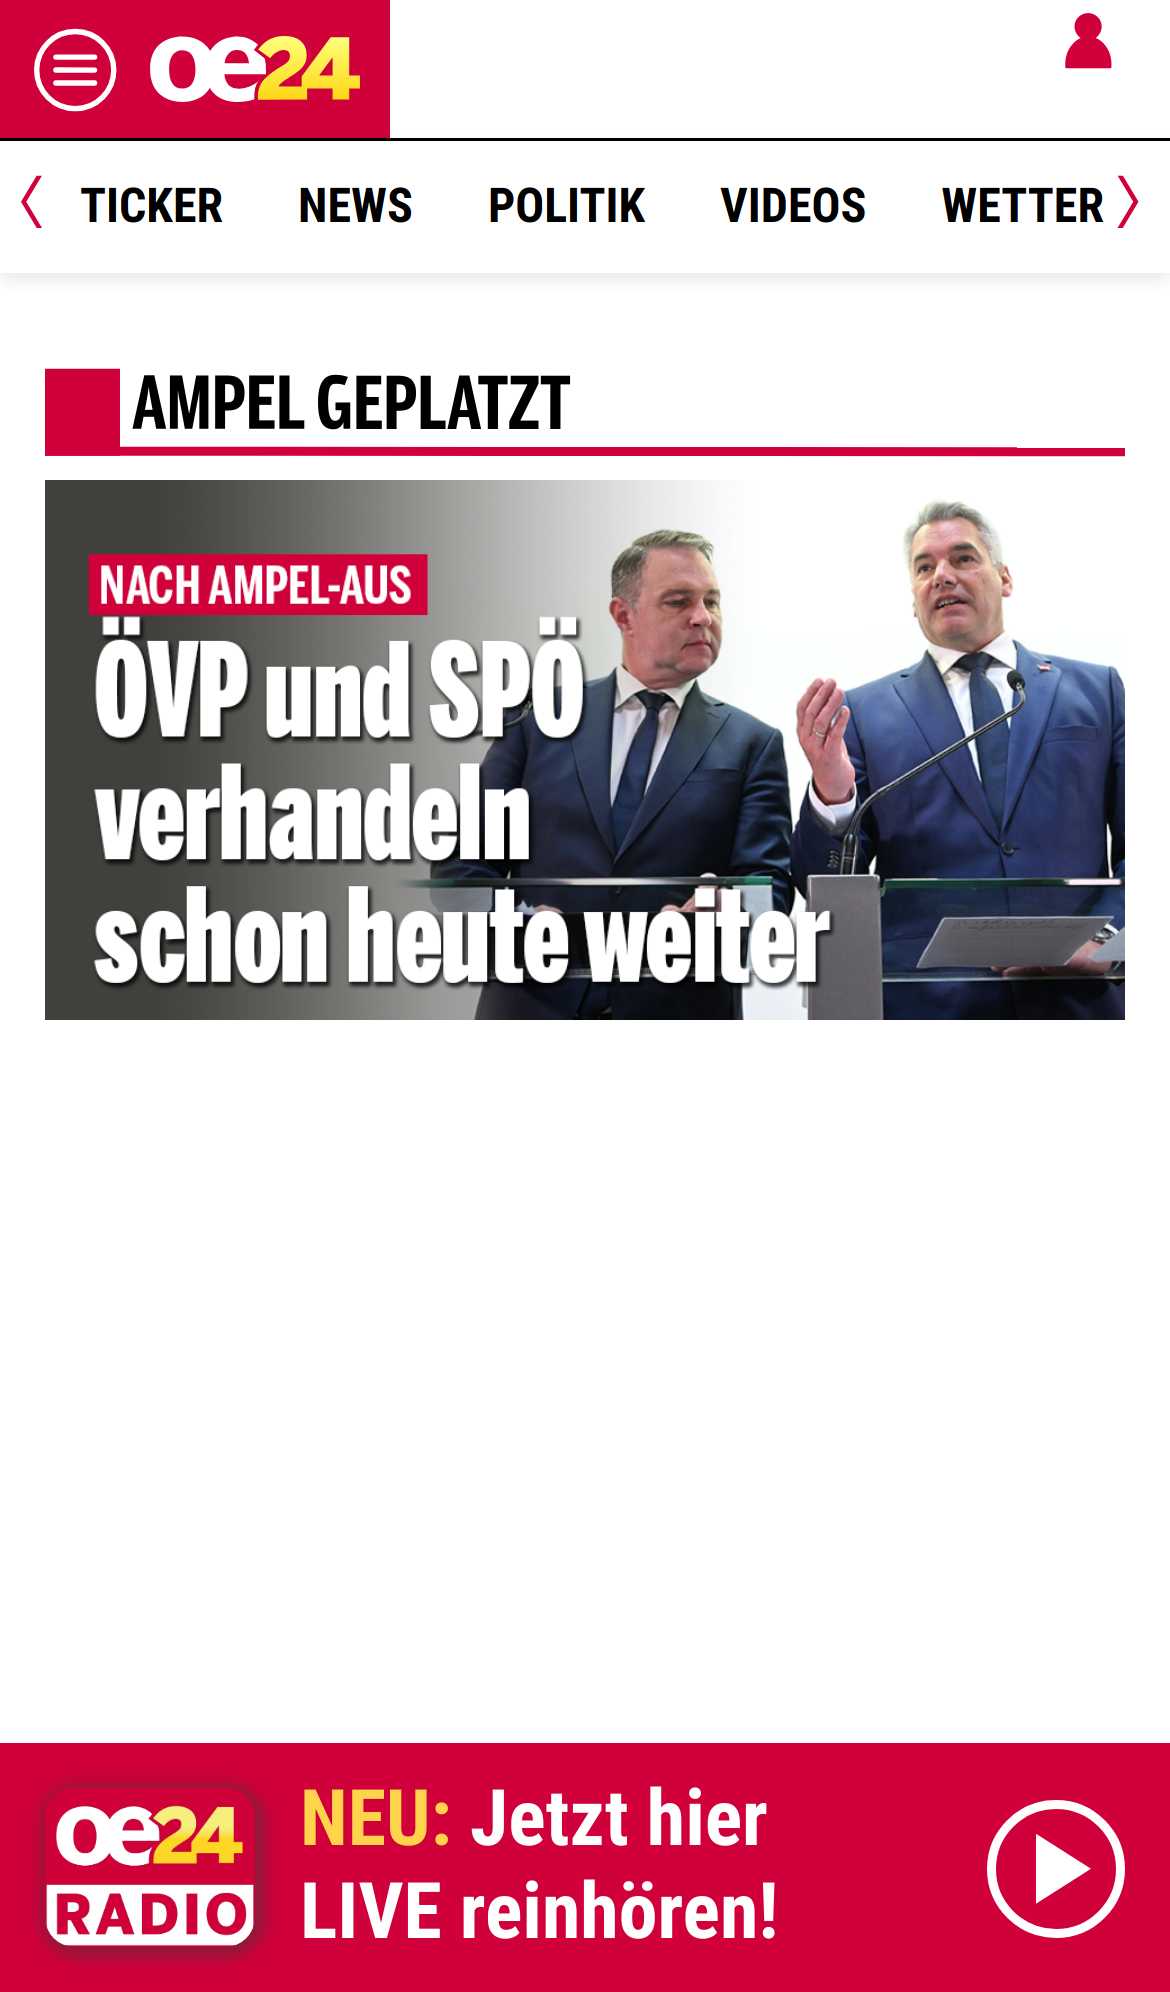 oe24
TICKER NEWS POLITIK VIDEOS WETTER
AMPEL GEPLATZT
NACH AMPEL-AUS
ÖVP und SPÖ
verhandeln
schon heute weiter
oe24
RADIO
NEU: Jetzt hier
LIVE reinhören!